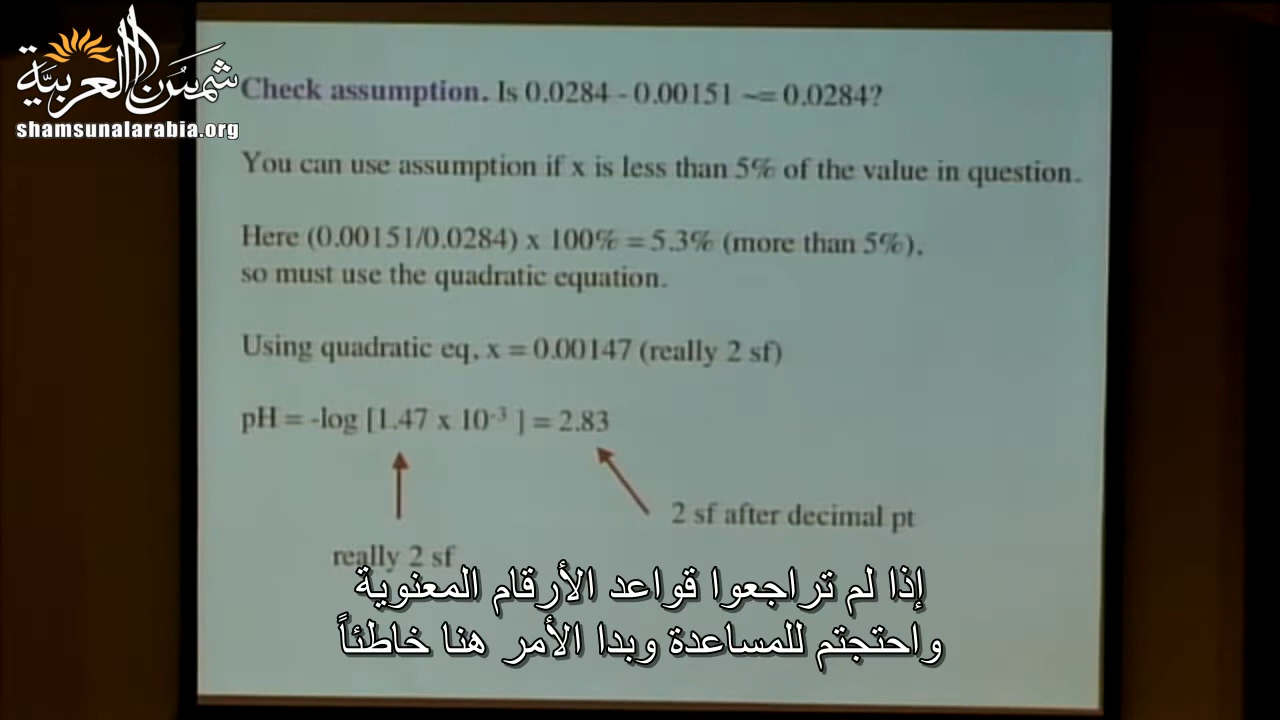 شمسُ العربيَّة
shamsunalarabia.org
Check assumption. Is 0.0284 - 0.00151 ~= 0.0284?
You can use assumption if x is less than 5% of the value in question.
Here (0.00151/0.0284) x 100% = 5.3% (more than 5%),
so must use the quadratic equation.
Using quadratic eq, x = 0.00147 (really 2 sf)
pH = -log [1.47 x 10⁻³ ] = 2.83
2 sf after decimal pt
really 2 sf
إذا لم تراجعوا قواعد الأرقام المعنوية
واحتجتم للمساعدة وبدا الأمر هنا خاطئاً